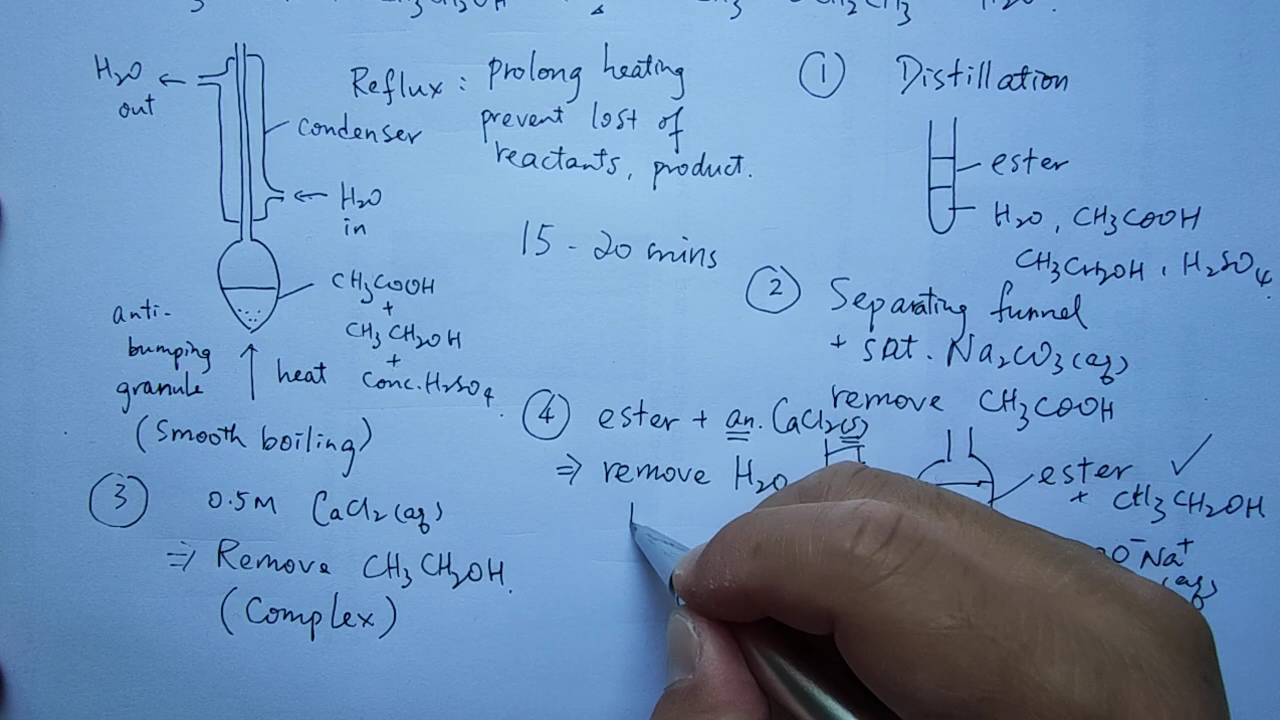 CH3CH2OH
H2O
out
condenser
H2O
in
CH3COOH
+
CH3CH2OH
+
Conc. H2SO4
anti-
bumping
granule
heat
(Smooth boiling)
Reflux : prolong heating
prevent lost of
reactants, product.
15 - 20 mins
① Distillation
ester
H2O, CH3COOH
CH3CH2OH, H2SO4
② Separating funnel
+ sat. Na2CO3(aq)
remove CH3COOH
ester ✓
+ CH3CH2OH
O⁻Na⁺
(aq)
③ 0.5M CaCl2(aq)
⇒ Remove CH3CH2OH.
(Complex)
④ ester + an. CaCl2(s)
⇒ remove H2O